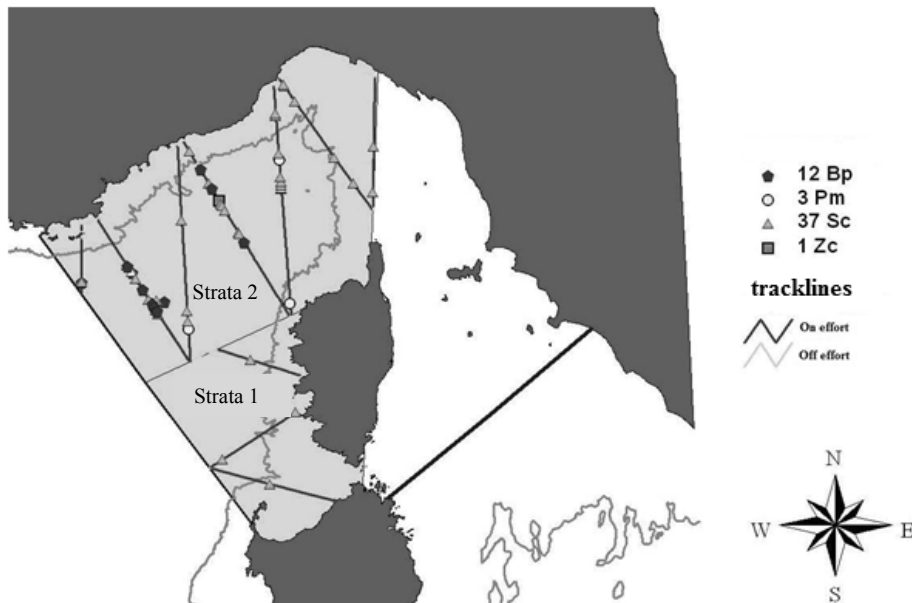 12 Bp
3 Pm
37 Sc
1 Zc
tracklines
On effort
Off effort
Strata 2
Strata 1
N
W E
S